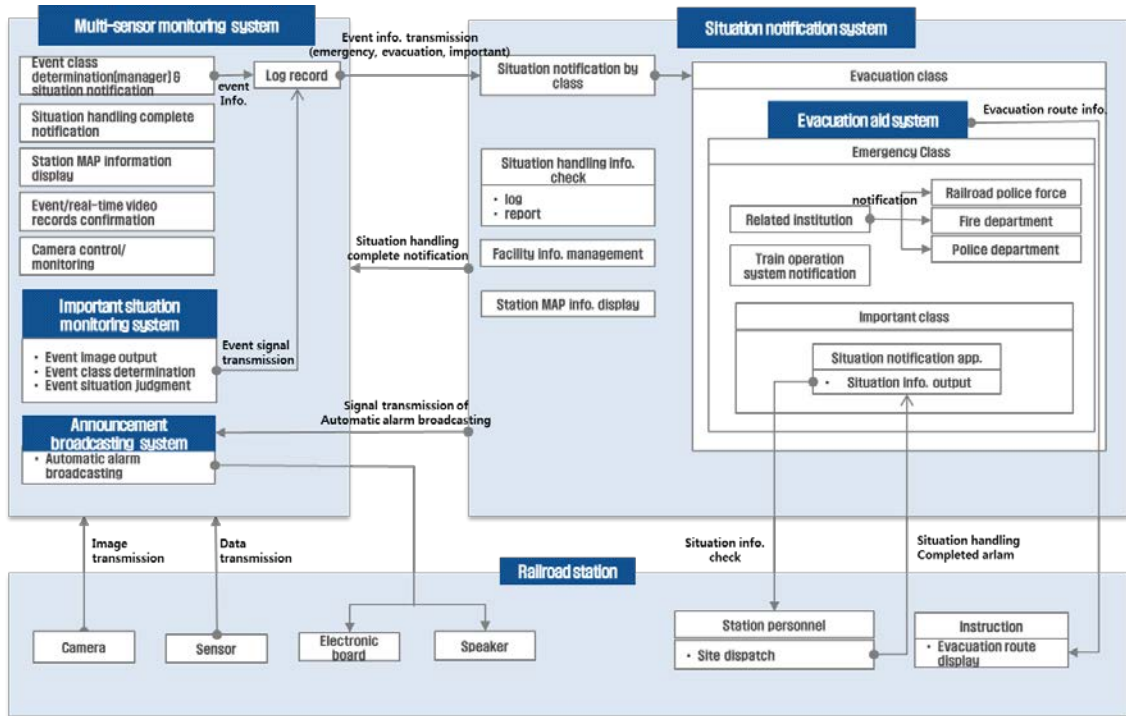 Multi-sensor monitoring system
Event class
determination(manager) &
situation notification
event
Info.
Log record
Situation handling complete
notification
Station MAP information
display
Event/real-time video
records confirmation
Camera control/
monitoring
Important situation
monitoring system
• Event image output
• Event class determination
• Event situation judgment
Event signal
transmission
Announcement
broadcasting system
• Automatic alarm
broadcasting
Event info. transmission
(emergency, evacuation, important)
Situation handling
complete notification
Signal transmission of
Automatic alarm broadcasting
Situation notification system
Situation notification by
class
Situation handling info.
check
• log
• report
Facility info. management
Station MAP info. display
Evacuation class
Evacuation aid system
Evacuation route info.
Emergency Class
Related institution
notification
Railroad police force
Fire department
Police department
Train operation
system notification
Important class
Situation notification app.
• Situation info. output
Image
transmission
Data
transmission
Situation info.
check
Situation handling
Completed arlam
Railroad station
Camera
Sensor
Electronic
board
Speaker
Station personnel
• Site dispatch
Instruction
• Evacuation route
display